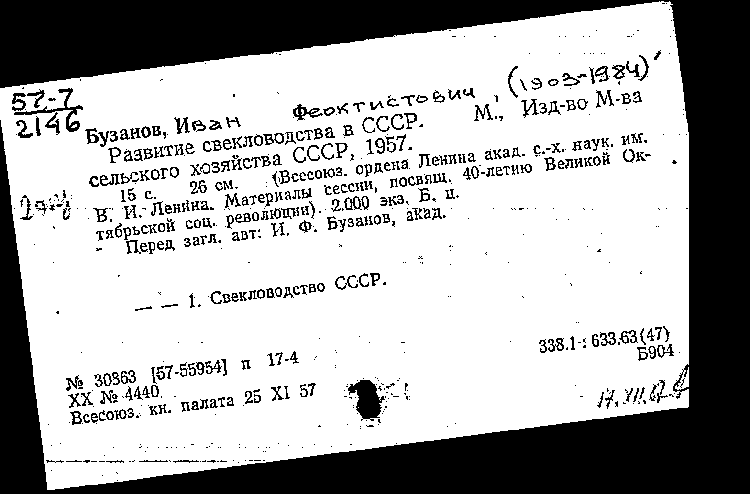 57-7
2146
Бузанов, Иван Феоктистович, (1903-1984)
Развитие свекловодства в СССР. М., Изд-во М-ва
сельского хозяйства СССР, 1957.
15 с. 26 см. (Всесоюз. ордена Ленина акад. с.-х. наук. им.
В. И. Ленина. Материалы сессии, посвящ. 40-летию Великой Ок-
тябрьской соц. революции). 2.000 экз. Б. ц.
- Перед загл. авт: И. Ф. Бузанов, акад.
— — 1. Свекловодство СССР.
№ 30863 [57-55954] п 17-4
338.1 : 633.63(47)
ХХ № 4440
Б904
Всесоюз. кн. палата 25 XI 57